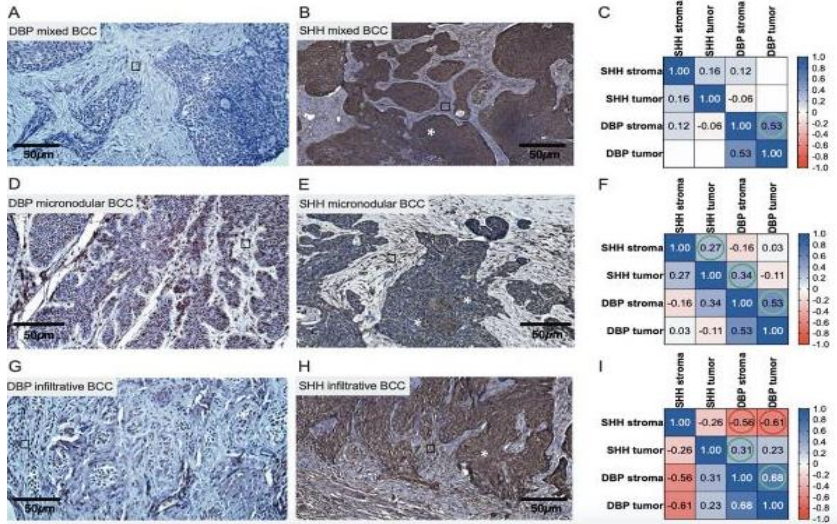 A
DBP mixed BCC
50µm
B
SHH mixed BCC
*
50µm
C
SHH stroma
SHH tumor
DBP stroma
DBP tumor
SHH stroma 1.00 0.16 0.12
SHH tumor 0.16 1.00 -0.06
DBP stroma 0.12 -0.06 1.00 0.53
DBP tumor 0.53 1.00
1.0
0.8
0.6
0.4
0.2
0
-0.2
-0.4
-0.6
-0.8
-1.0
D
DBP micronodular BCC
50µm
E
SHH micronodular BCC
*
*
50µm
F
SHH stroma
SHH tumor
DBP stroma
DBP tumor
SHH stroma 1.00 0.27 -0.16 0.03
SHH tumor 0.27 1.00 0.34 -0.11
DBP stroma -0.16 0.34 1.00 0.53
DBP tumor 0.03 -0.11 0.53 1.00
1.0
0.8
0.6
0.4
0.2
0
-0.2
-0.4
-0.6
-0.8
-1.0
G
DBP infiltrative BCC
50µm
H
SHH infiltrative BCC
*
50µm
I
SHH stroma
SHH tumor
DBP stroma
DBP tumor
SHH stroma 1.00 -0.26 -0.56 -0.61
SHH tumor -0.26 1.00 0.31 0.23
DBP stroma -0.56 0.31 1.00 0.68
DBP tumor -0.61 0.23 0.68 1.00
1.0
0.8
0.6
0.4
0.2
0
-0.2
-0.4
-0.6
-0.8
-1.0